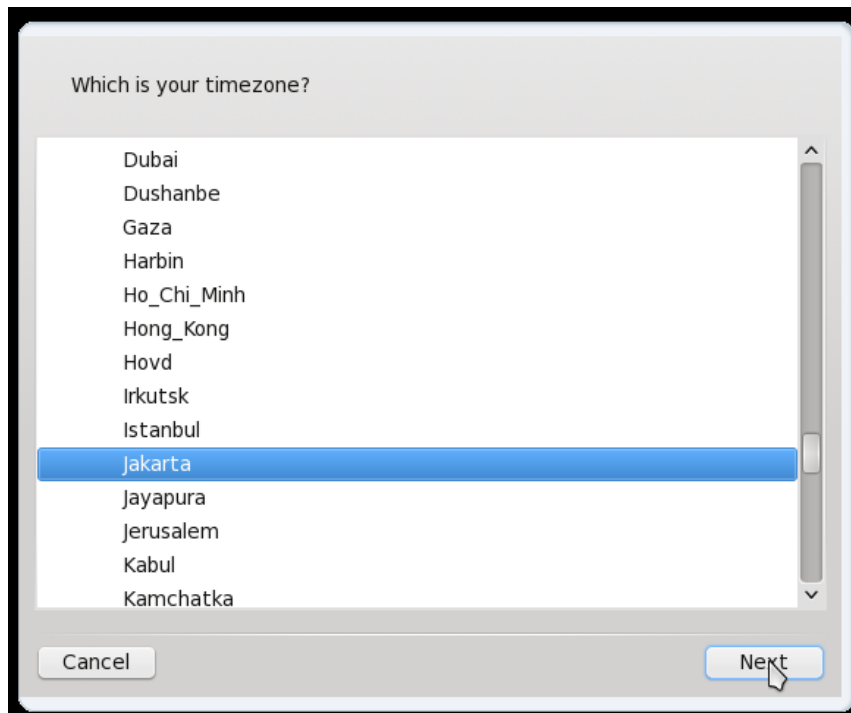 Which is your timezone?
Dubai
Dushanbe
Gaza
Harbin
Ho_Chi_Minh
Hong_Kong
Hovd
Irkutsk
Istanbul
Jakarta
Jayapura
Jerusalem
Kabul
Kamchatka
Cancel
Next